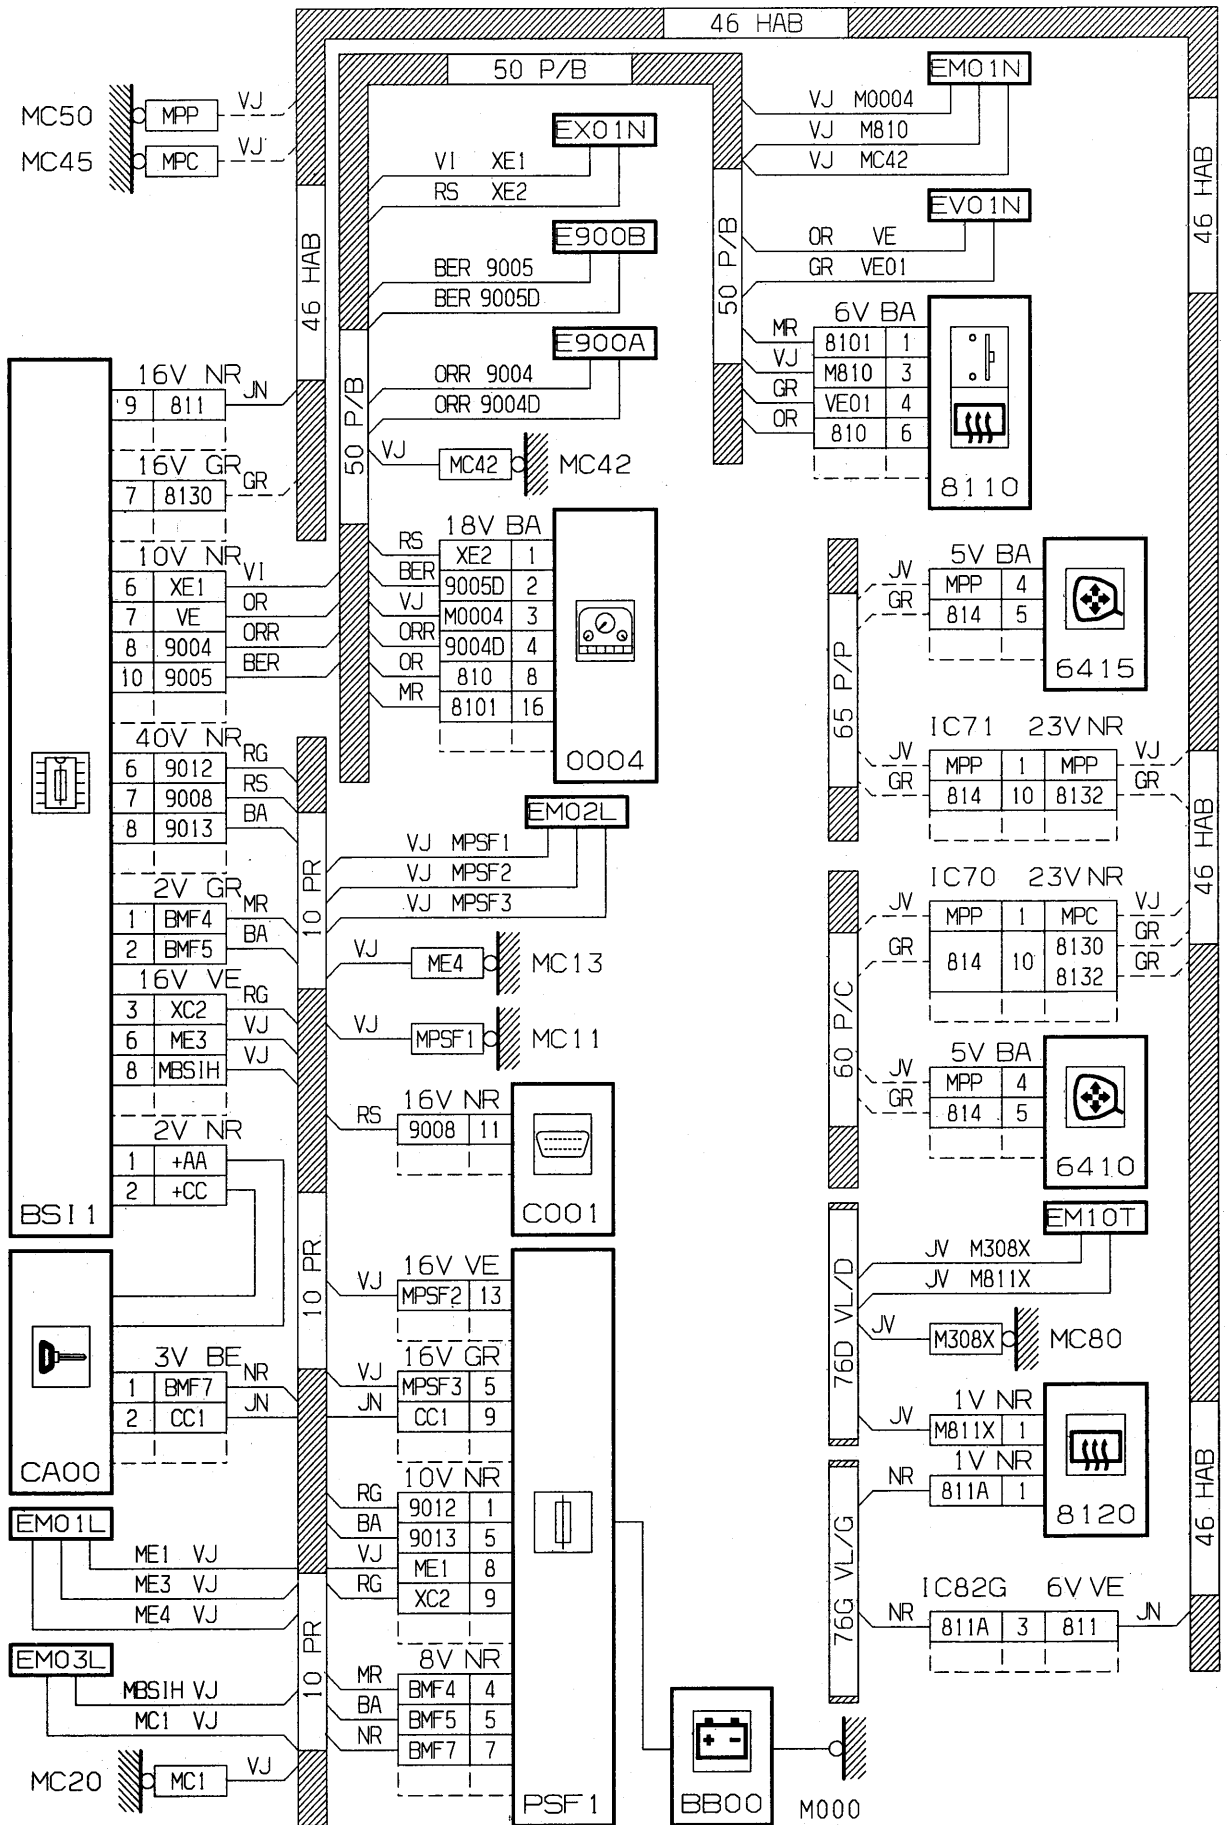 46 HAB
50 P/B
MC50 MPP VJ
MC45 MPC VJ
46 HAB
EX01N
VI XE1
RS XE2
E900B
BER 9005
BER 9005D
E900A
ORR 9004
ORR 9004D
50 P/B
VJ MC42 MC42
EM01N
VJ M0004
VJ M810
VJ MC42
46 HAB
EV01N
OR VE
GR VE01
50 P/B
6V BA
MR 8101 1
VJ M810 3
GR VE01 4
OR 810 6
8110
16V NR
9 811 JN
16V GR
7 8130 GR
10V NR
6 XE1 VI
7 VE OR
8 9004 ORR
10 9005 BER
40V NR
6 9012 RG
7 9008 RS
8 9013 BA
2V GR
1 BMF4 MR
2 BMF5 BA
16V VE
3 XC2 RG
6 ME3 VJ
8 MBSIH VJ
2V NR
1 +AA
2 +CC
BSI1
18V BA
RS XE2 1
BER 9005D 2
VJ M0004 3
ORR 9004D 4
OR 810 8
MR 8101 16
0004
EM02L
VJ MPSF1
VJ MPSF2
VJ MPSF3
10 PR
VJ ME4 MC13
VJ MPSF1 MC11
16V NR
RS 9008 11
C001
5V BA
JV MPP 4
GR 814 5
6415
65 P/P
IC71 23V NR
JV MPP 1 MPP VJ
GR 814 10 8132 GR
46 HAB
IC70 23V NR
JV MPP 1 MPC VJ
GR 814 10 8130 GR
8132 GR
60 P/C
5V BA
JV MPP 4
GR 814 5
6410
EM10T
JV M308X
JV M811X
76D VL/D
JV M308X MC80
1V NR
JV M811X 1
1V NR
NR 811A 1
8120
46 HAB
76G VL/G
IC82G 6V VE
NR 811A 3 811 JN
3V BE
1 BMF7 NR
2 CC1 JN
CA00
10 PR
16V VE
VJ MPSF2 13
16V GR
VJ MPSF3 5
JN CC1 9
10V NR
RG 9012 1
BA 9013 5
VJ ME1 8
RG XC2 9
8V NR
MR BMF4 4
BA BMF5 5
NR BMF7 7
PSF1
EM01L
ME1 VJ
ME3 VJ
ME4 VJ
10 PR
EM03L
MBSIH VJ
MC1 VJ
MC20 MC1 VJ
BB00
M000